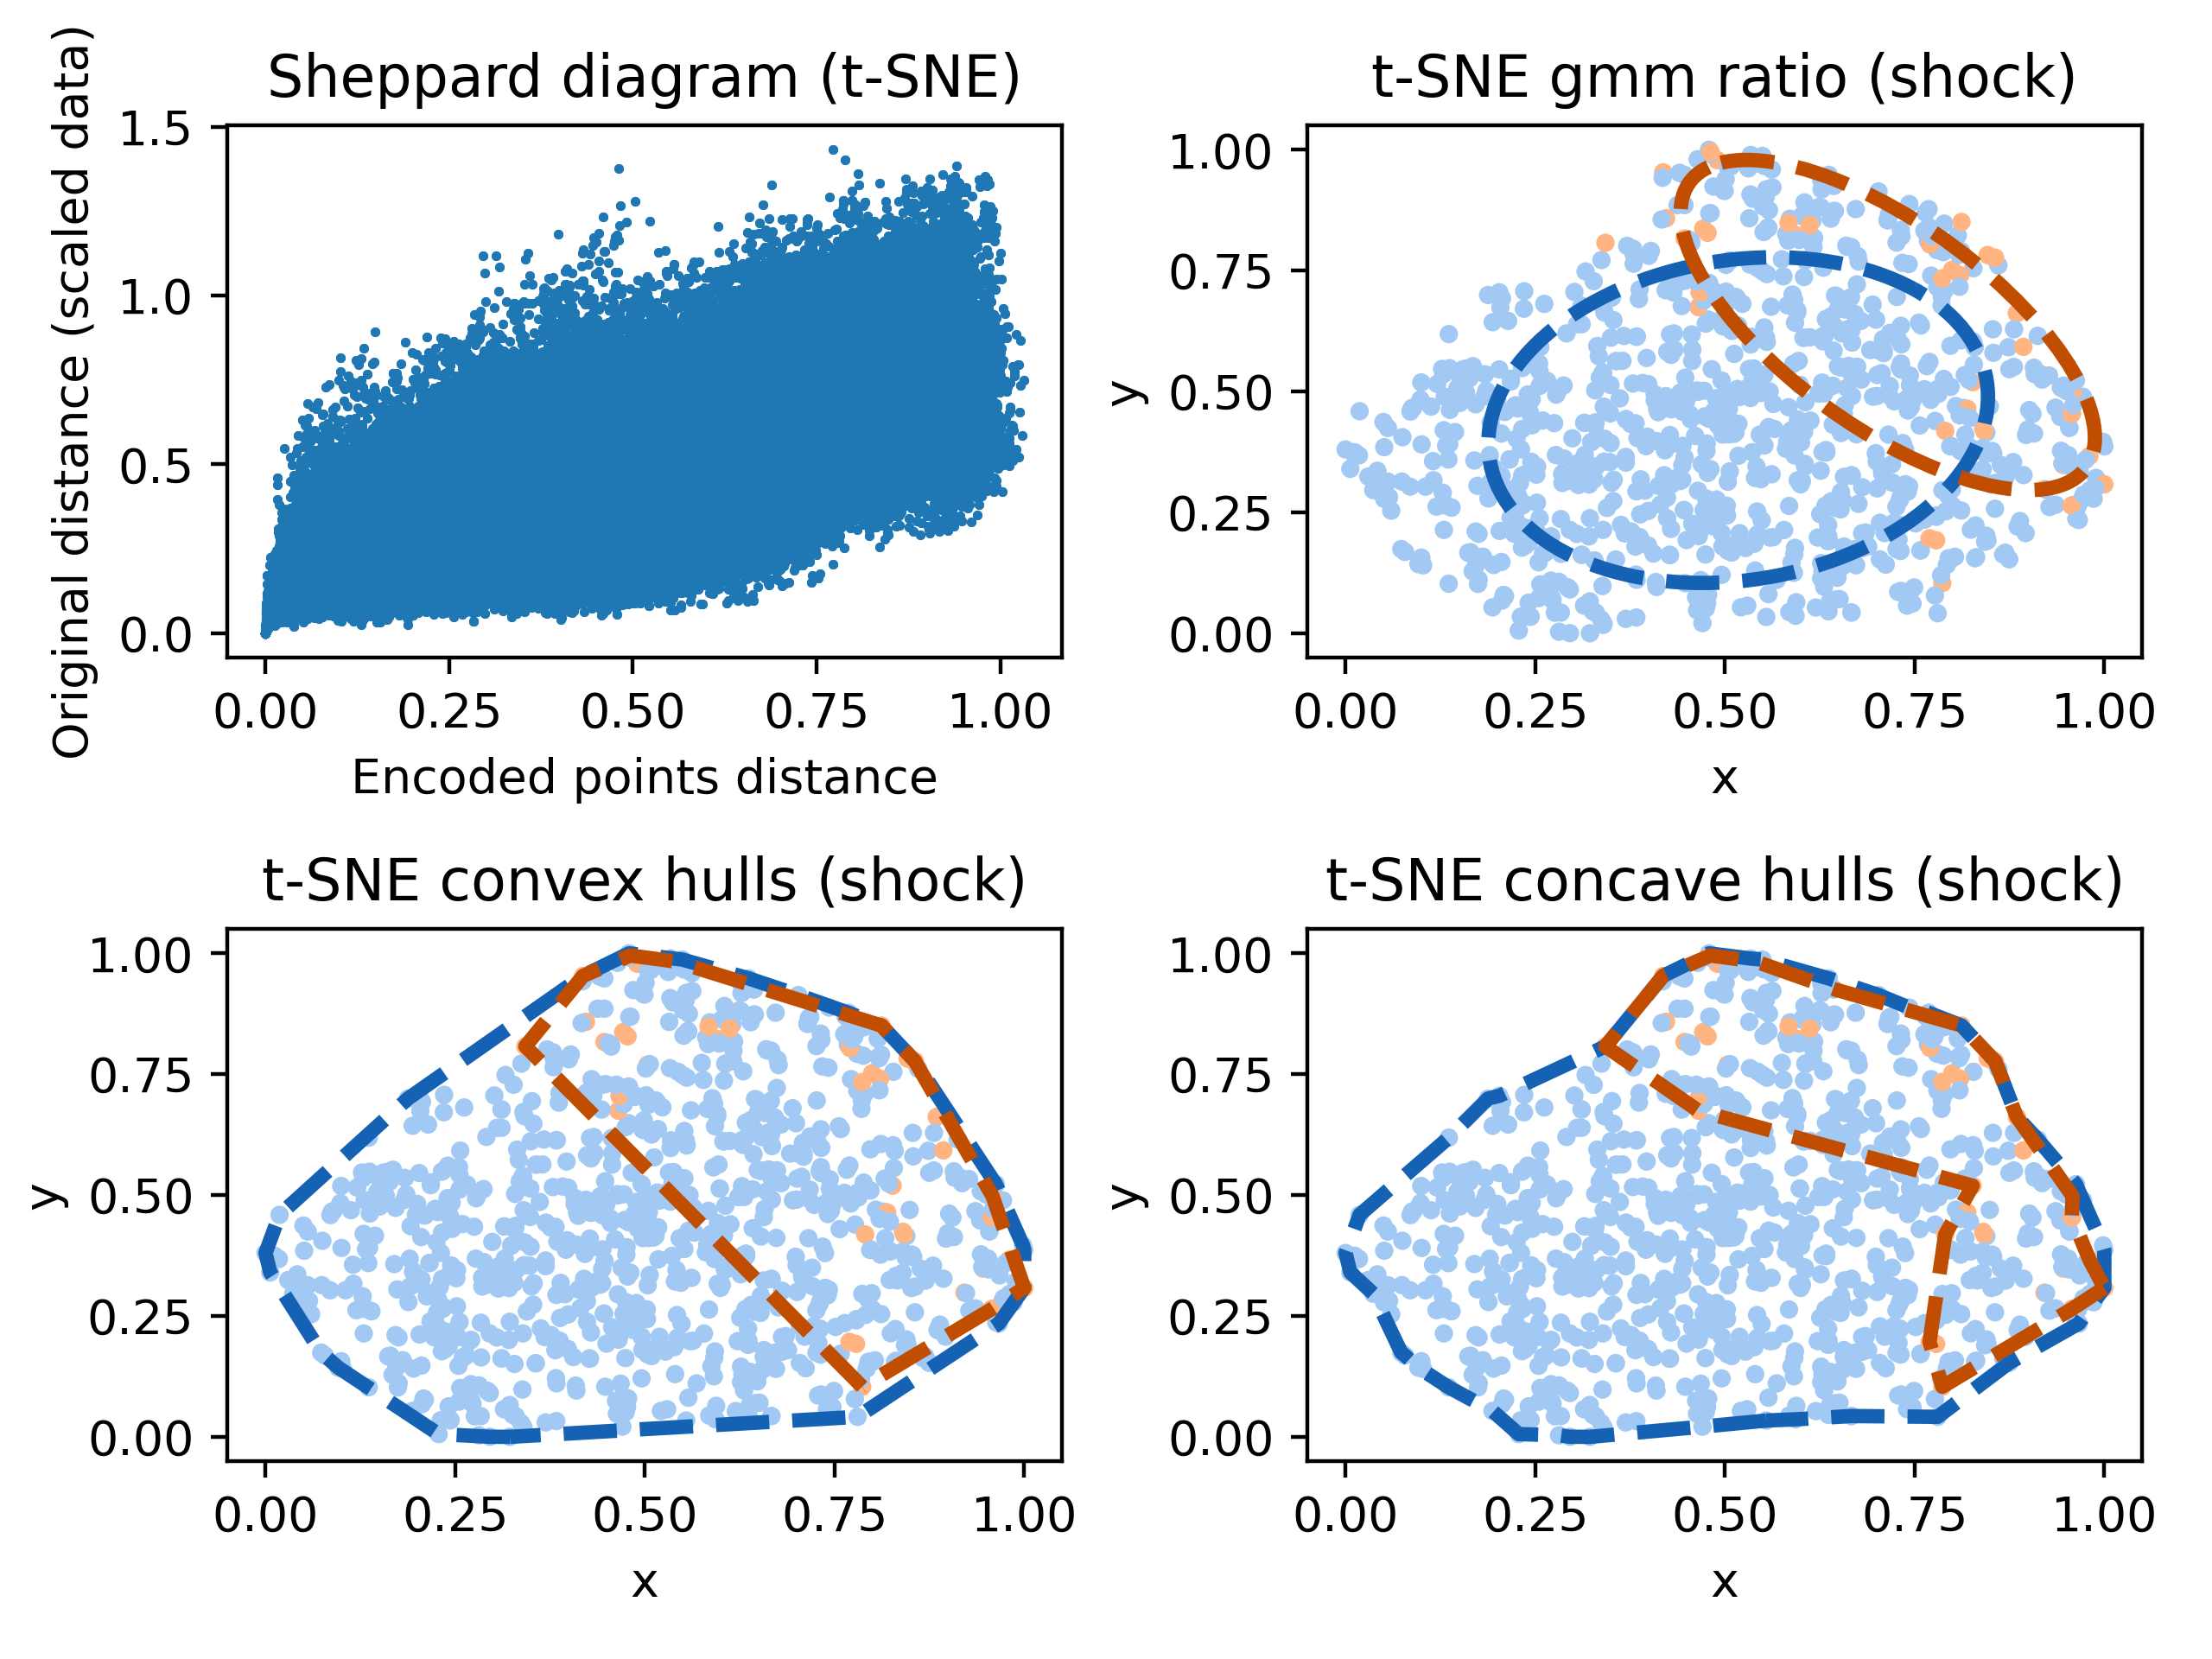 Sheppard diagram (t-SNE)
Original distance (scaled data)
1.5
1.0
0.5
0.0
0.00 0.25 0.50 0.75 1.00
Encoded points distance
t-SNE gmm ratio (shock)
y
1.00
0.75
0.50
0.25
0.00
0.00 0.25 0.50 0.75 1.00
x
t-SNE convex hulls (shock)
y
1.00
0.75
0.50
0.25
0.00
0.00 0.25 0.50 0.75 1.00
x
t-SNE concave hulls (shock)
y
1.00
0.75
0.50
0.25
0.00
0.00 0.25 0.50 0.75 1.00
x